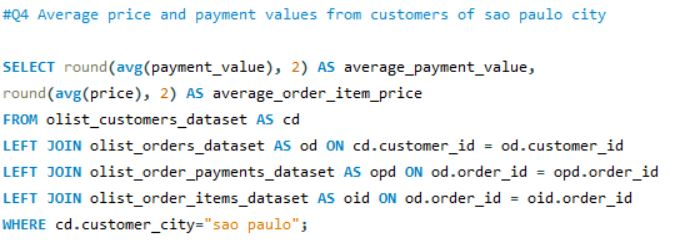 #Q4 Average price and payment values from customers of sao paulo city
SELECT round(avg(payment_value), 2) AS average_payment_value,
round(avg(price), 2) AS average_order_item_price
FROM olist_customers_dataset AS cd
LEFT JOIN olist_orders_dataset AS od ON cd.customer_id = od.customer_id
LEFT JOIN olist_order_payments_dataset AS opd ON od.order_id = opd.order_id
LEFT JOIN olist_order_items_dataset AS oid ON od.order_id = oid.order_id
WHERE cd.customer_city="sao paulo";